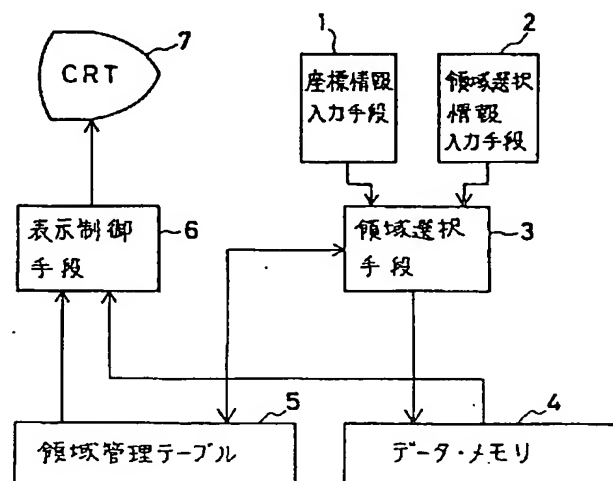 7
CRT
1
座標情報
入力手段
2
領域選択
情報
入力手段
表示制御
手段
6
領域選択
手段
3
5
領域管理テーブル
4
データ・メモリ